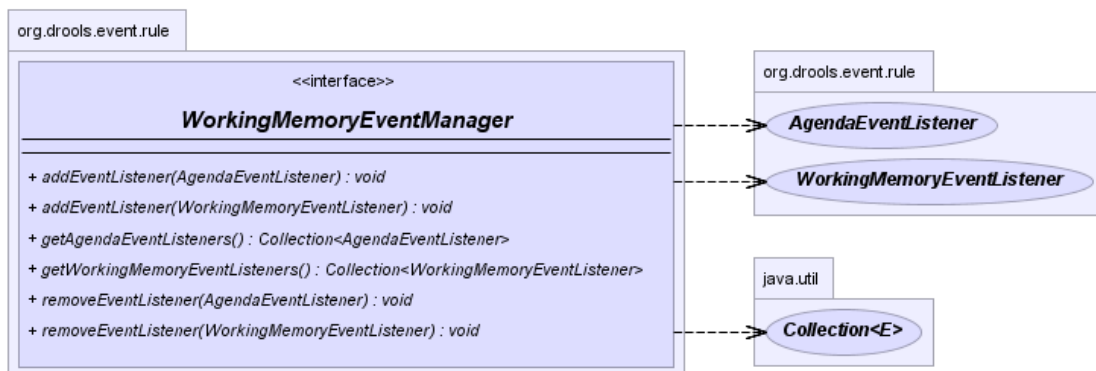 org.drools.event.rule
<<interface>>
WorkingMemoryEventManager
+ addEventListener(AgendaEventListener) : void
+ addEventListener(WorkingMemoryEventListener) : void
+ getAgendaEventListeners() : Collection<AgendaEventListener>
+ getWorkingMemoryEventListeners() : Collection<WorkingMemoryEventListener>
+ removeEventListener(AgendaEventListener) : void
+ removeEventListener(WorkingMemoryEventListener) : void
org.drools.event.rule
AgendaEventListener
WorkingMemoryEventListener
java.util
Collection<E>